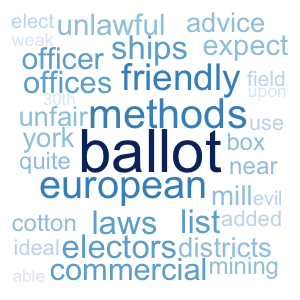 elect unlawful advice
weak officer ships expect
offices friendly field
30th upon
unfair methods use
york ballot box
quite near
european mill evil
cotton laws list added
ideal electors districts
able commercial mining